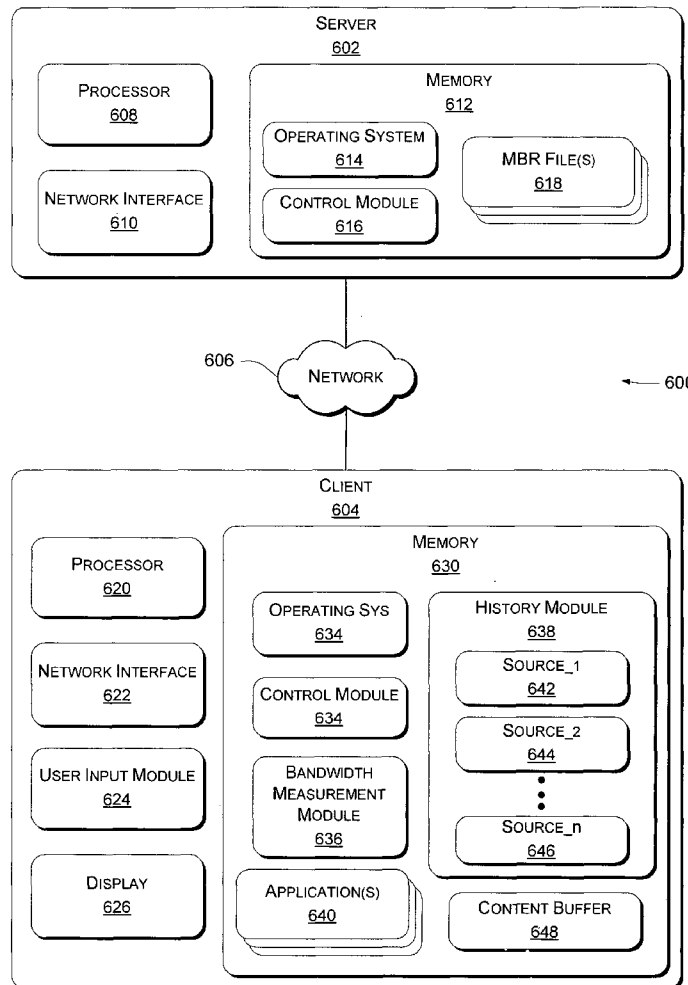 SERVER
602
PROCESSOR
608
NETWORK INTERFACE
610
MEMORY
612
OPERATING SYSTEM
614
CONTROL MODULE
616
MBR FILE(S)
618
606
NETWORK
CLIENT
604
PROCESSOR
620
NETWORK INTERFACE
622
USER INPUT MODULE
624
DISPLAY
626
MEMORY
630
OPERATING SYS
634
CONTROL MODULE
634
BANDWIDTH
MEASUREMENT
MODULE
636
APPLICATION(S)
640
HISTORY MODULE
638
SOURCE_1
642
SOURCE_2
644
SOURCE_n
646
CONTENT BUFFER
648